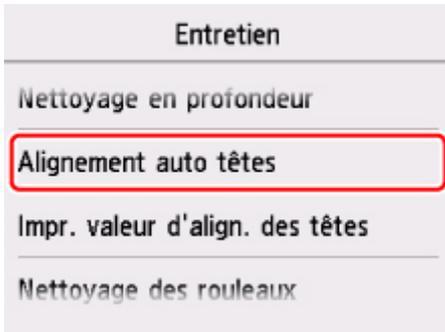 Entretien
Nettoyage en profondeur
Alignement auto têtes
Impr. valeur d'align. des têtes
Nettoyage des rouleaux